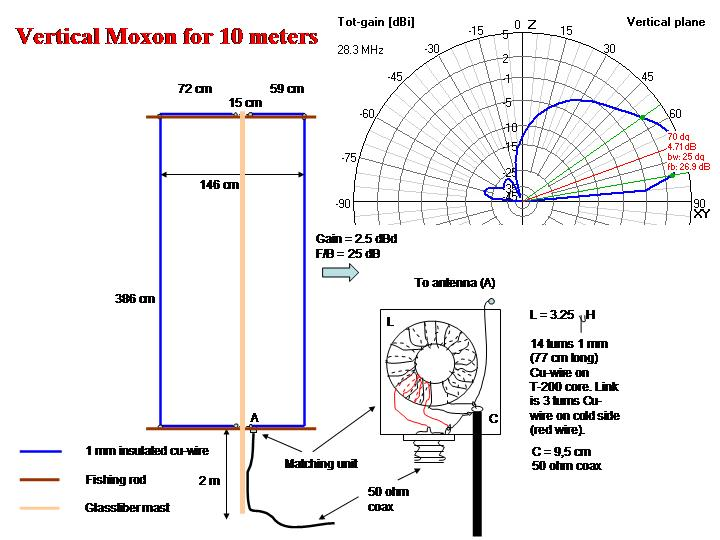 Vertical Moxon for 10 meters
Tot-gain [dBi]
0 Z
Vertical plane
28.3 MHz
-15
15
-30
30
-45
45
-60
60
-75
-90
90
XY
5
2
-1
-5
-10
-15
-25
-35
-45
70 dg
4.71 dB
bw: 25 dg
fb: 26.9 dB
72 cm
59 cm
15 cm
146 cm
386 cm
Gain = 2.5 dBd
F/B = 25 dB
To antenna (A)
L
C
L = 3.25 µH
14 turns 1 mm
(77 cm long)
Cu-wire on
T-200 core. Link
is 3 turns Cu-
wire on cold side
(red wire).
C = 9,5 cm
50 ohm coax
A
Matching unit
50 ohm
coax
2 m
1 mm insulated cu-wire
Fishing rod
Glassfiber mast